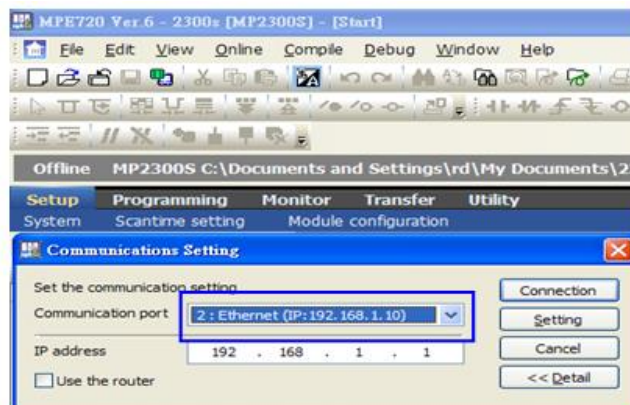 MPE720 Ver.6 - 2300s [MP2300S] - [Start]
File Edit View Online Compile Debug Window Help
Offline MP2300S C:\Documents and Settings\rd\My Documents\2
Setup Programming Monitor Transfer Utility
System Scantime setting Module configuration
Communications Setting
Set the communication setting
Connection
Communication port 2 : Ethernet (IP:192.168.1.10)
Setting
IP address 192 . 168 . 1 . 1
Cancel
Use the router
<< Detail